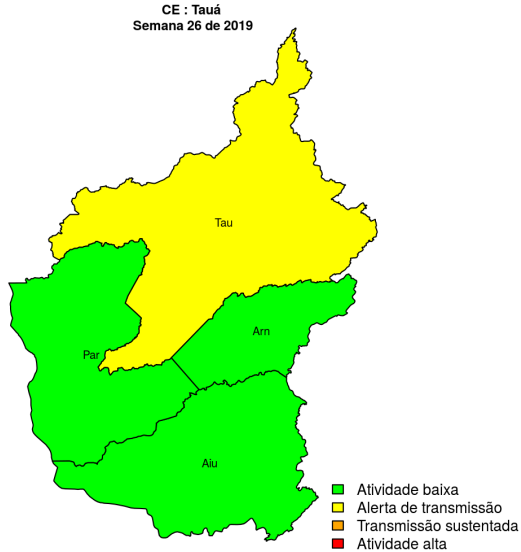 CE : Tauá
Semana 26 de 2019
Tau
Arn
Par
Aiu
Atividade baixa
Alerta de transmissão
Transmissão sustentada
Atividade alta